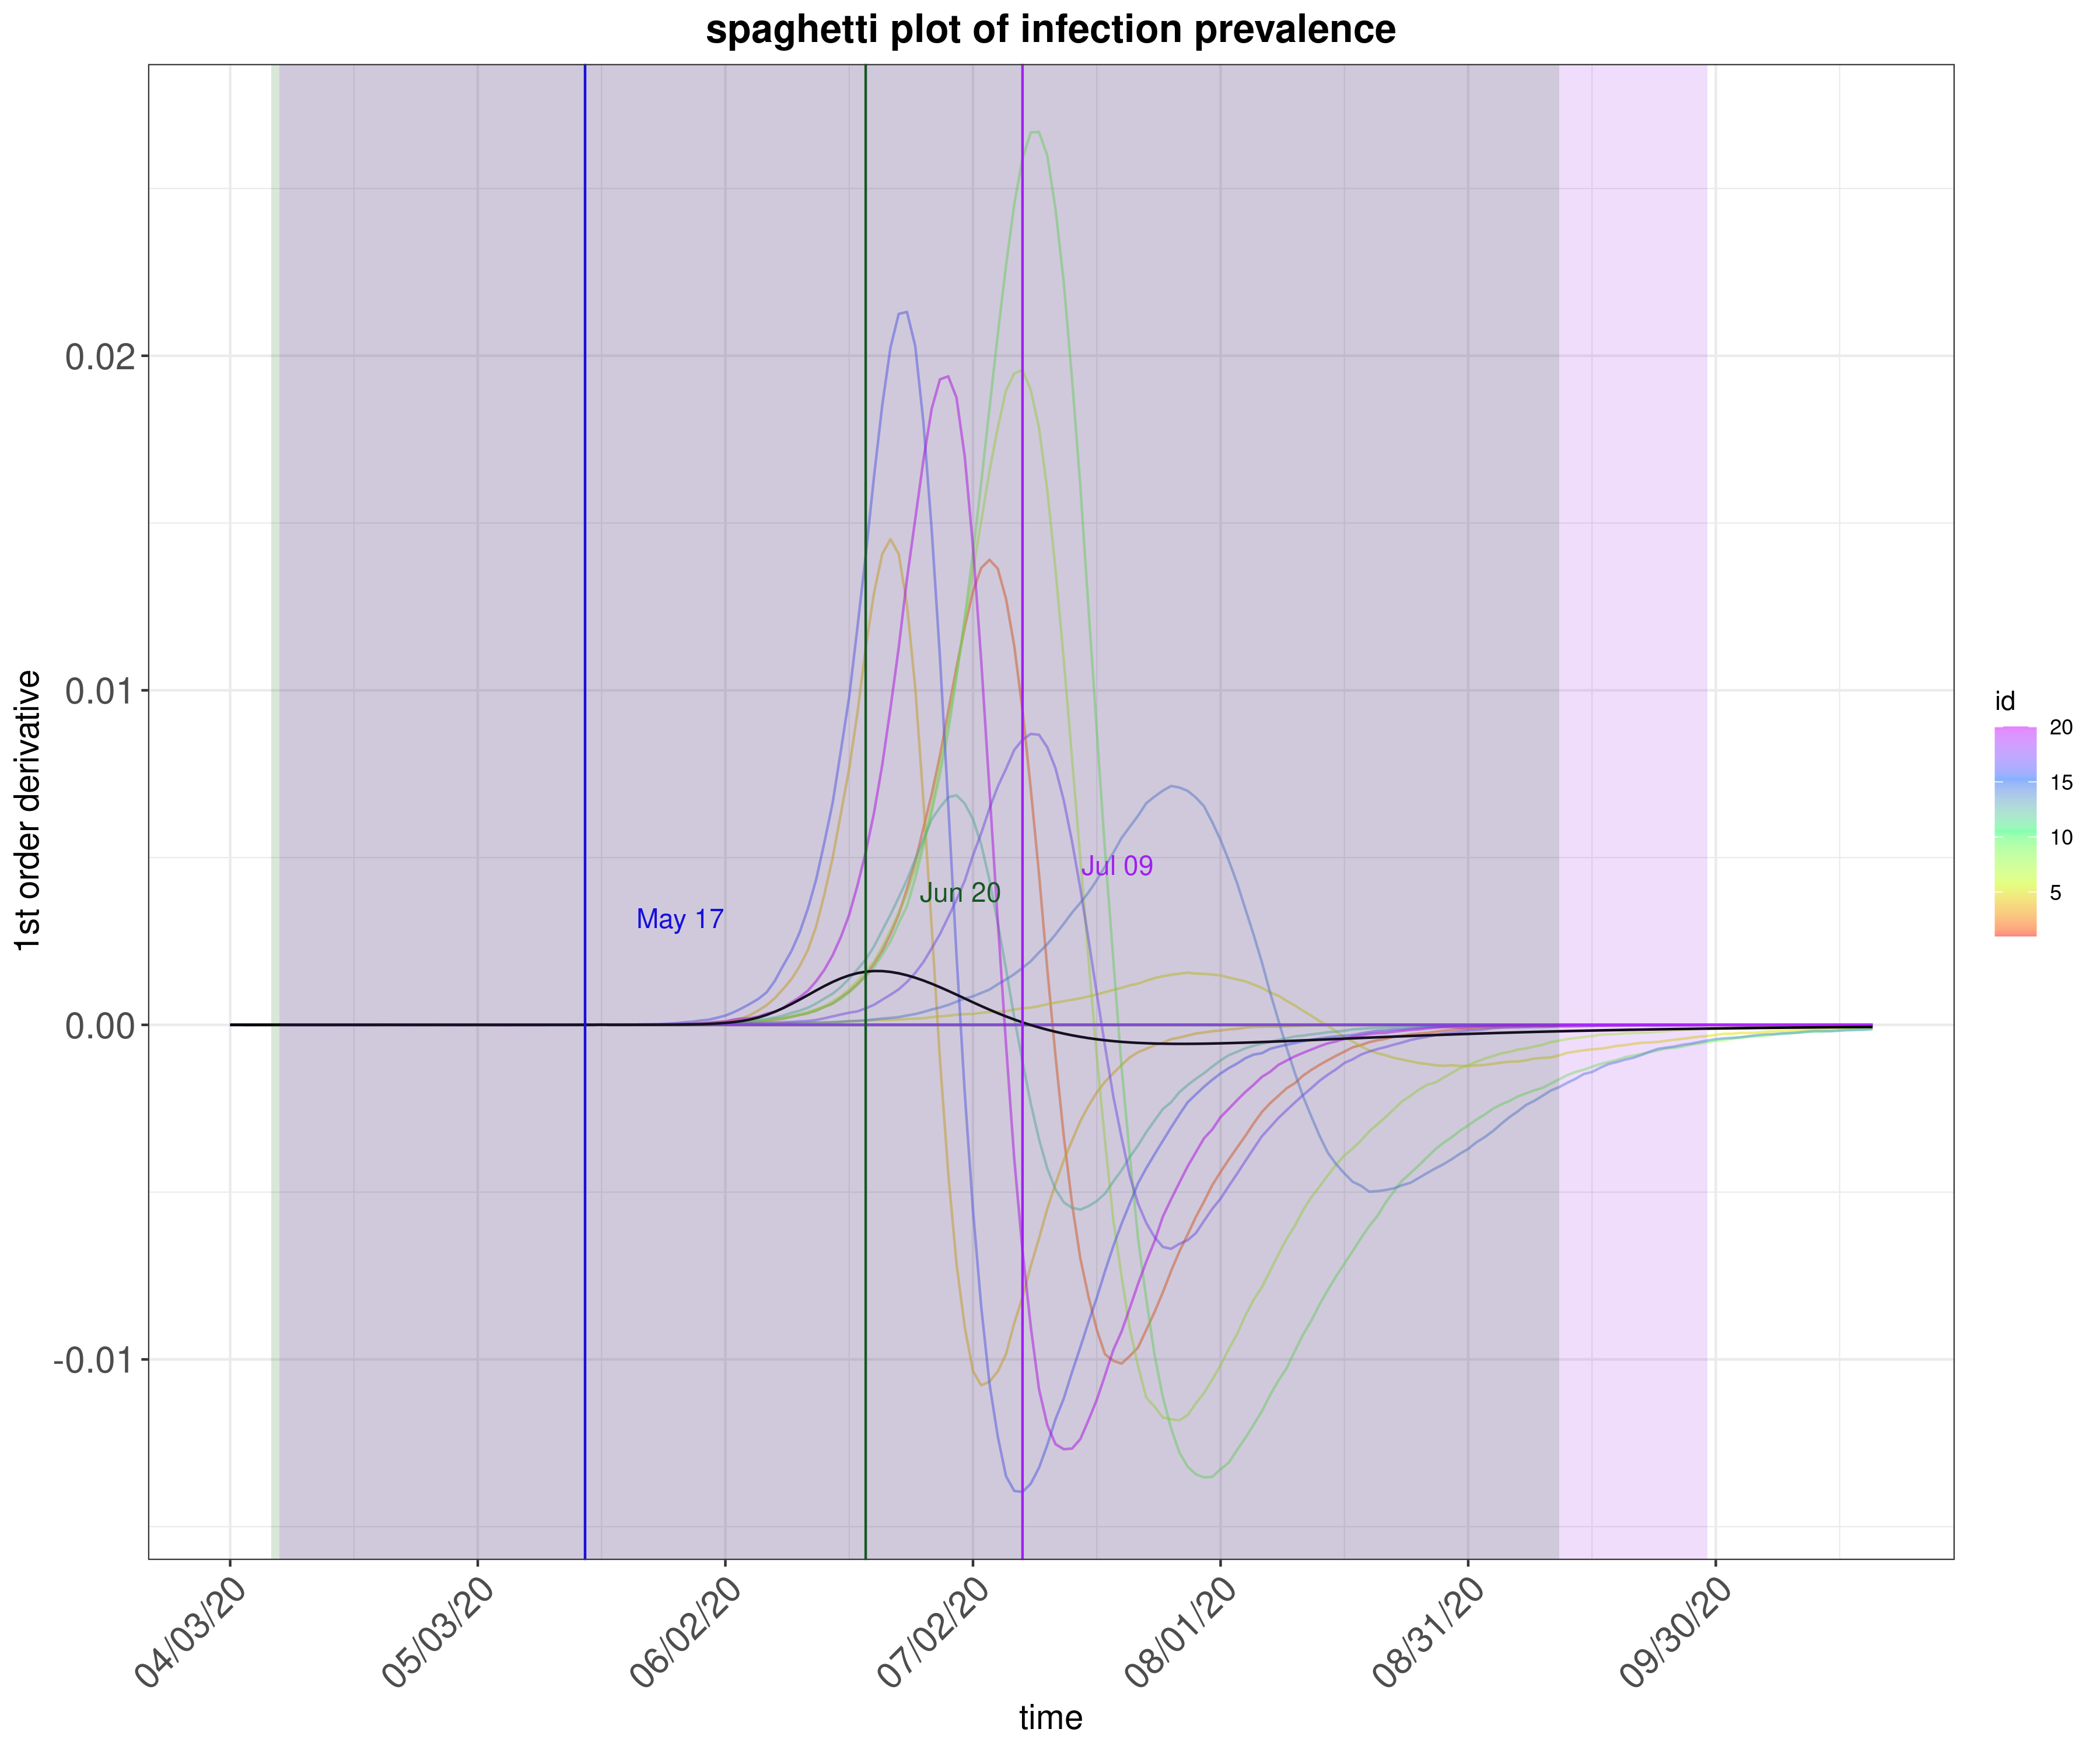 spaghetti plot of infection prevalence
1st order derivative
0.02
0.01
0.00
-0.01
Jul 09
Jun 20
May 17
id
20
15
10
5
04/03/20
05/03/20
06/02/20
07/02/20
08/01/20
08/31/20
09/30/20
time